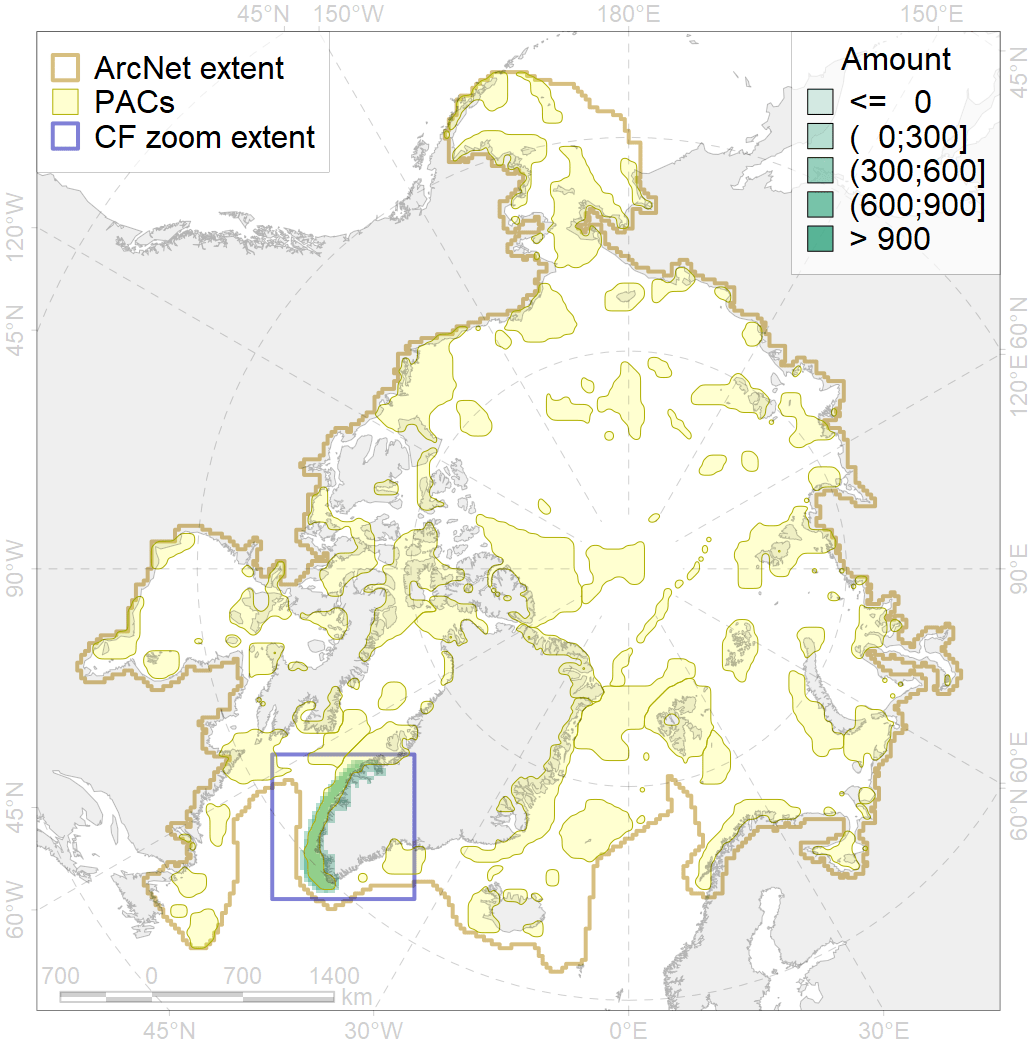 45°N 150°W 180°E 150°E
ArcNet extent
PACs
CF zoom extent
Amount
<= 0
( 0;300]
(300;600]
(600;900]
> 900
45°N
120°W
45°N
60°N
120°E
90°W
90°E
45°N
60°E
60°N
60°W
700 0 700 1400
km
45°N 30°W 0°E 30°E